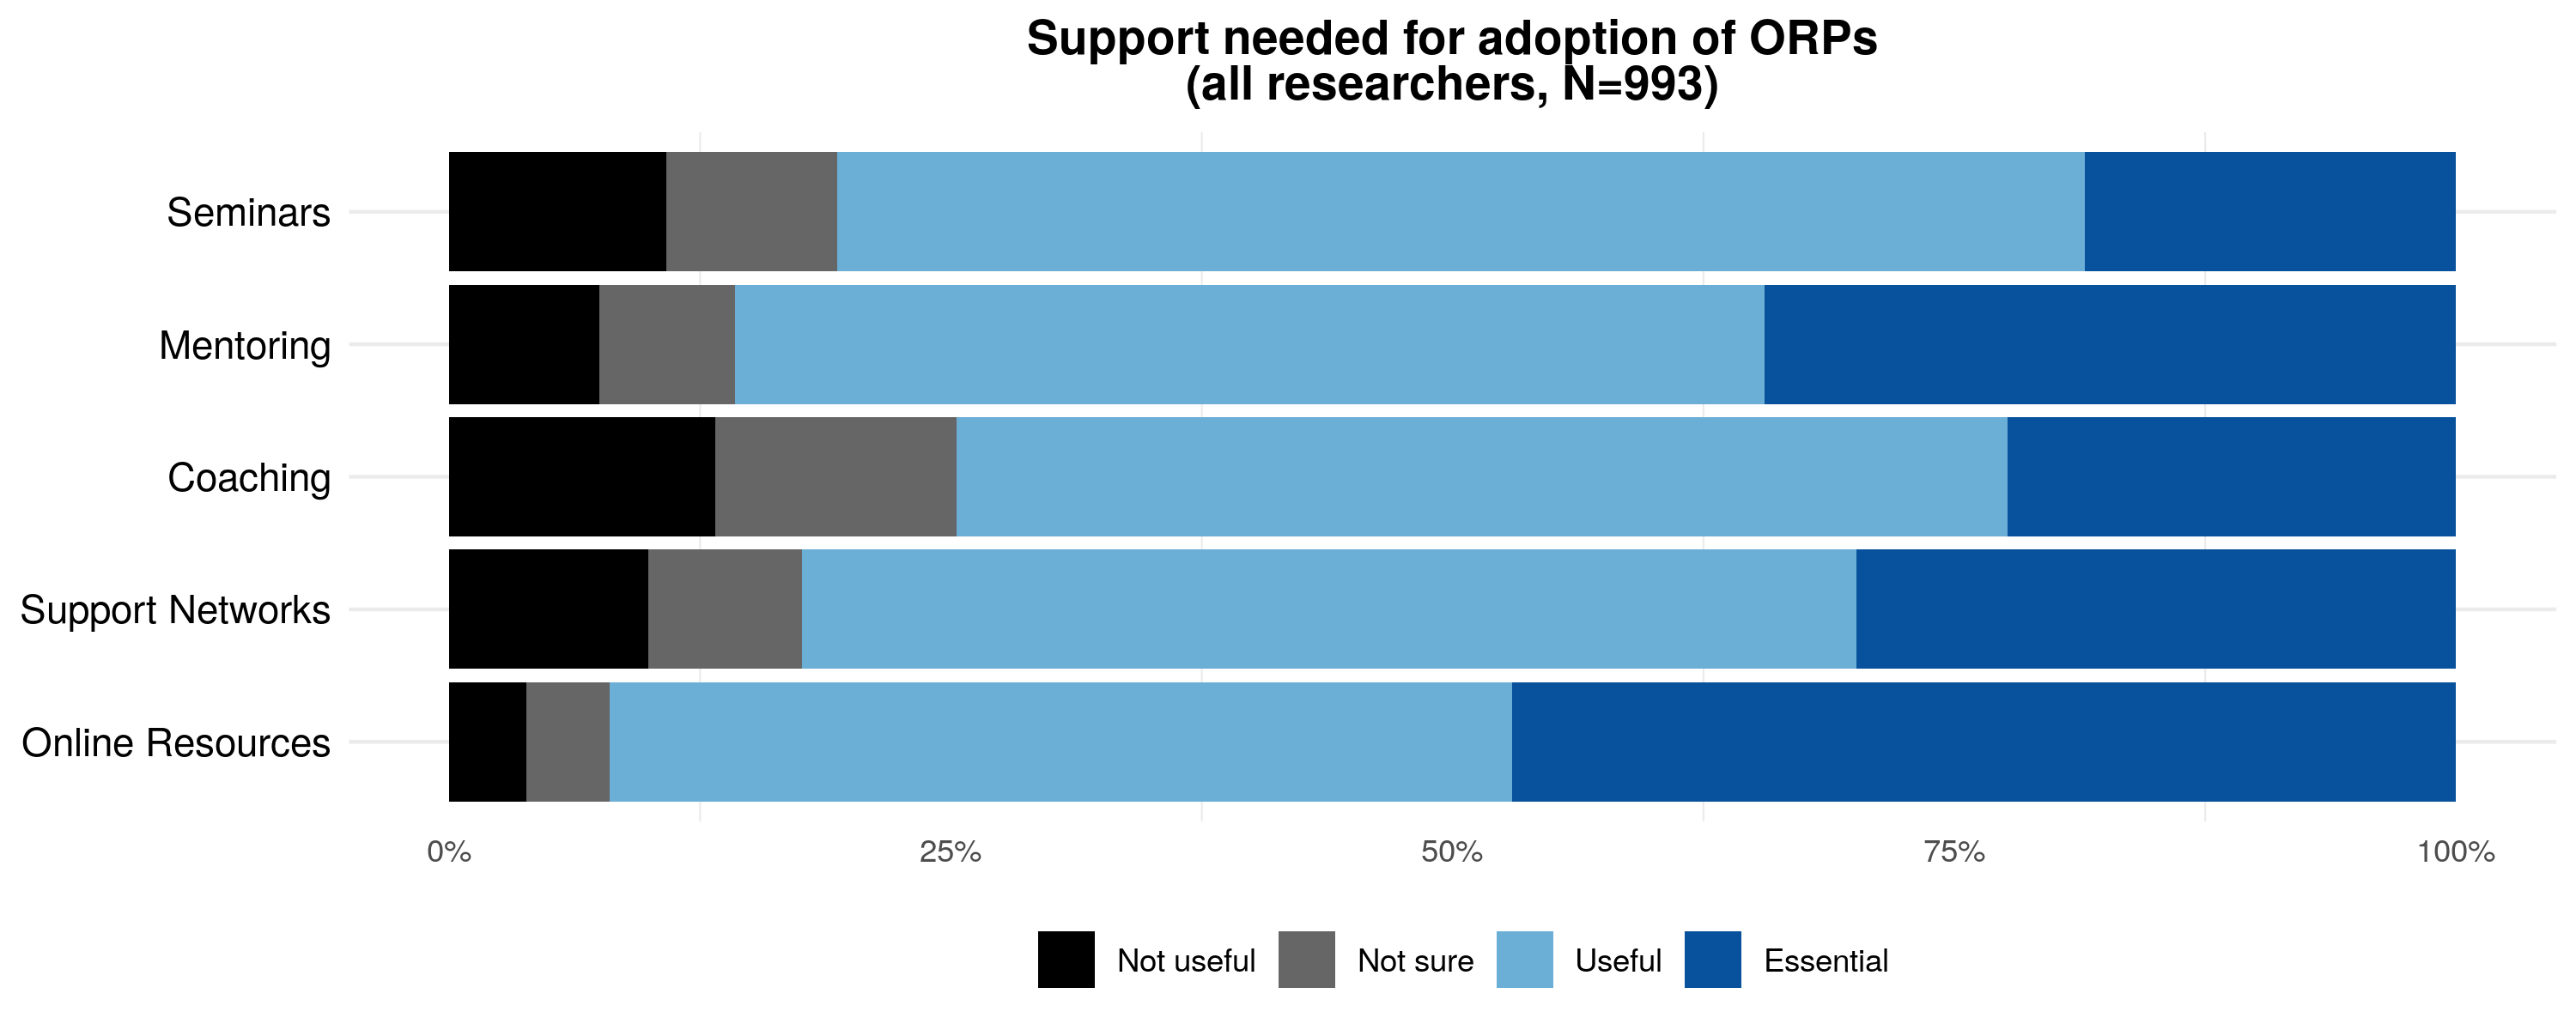 Support needed for adoption of ORPs
(all researchers, N=993)
Seminars
Mentoring
Coaching
Support Networks
Online Resources
0% 25% 50% 75% 100%
Not useful Not sure Useful Essential